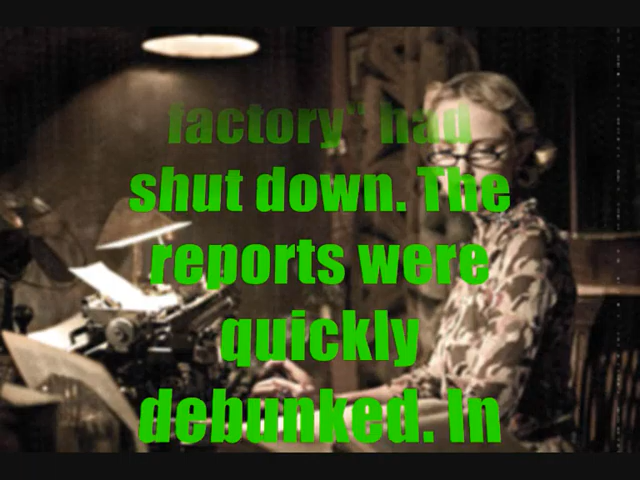 factory" had
shut down. The
reports were
quickly
debunked. In